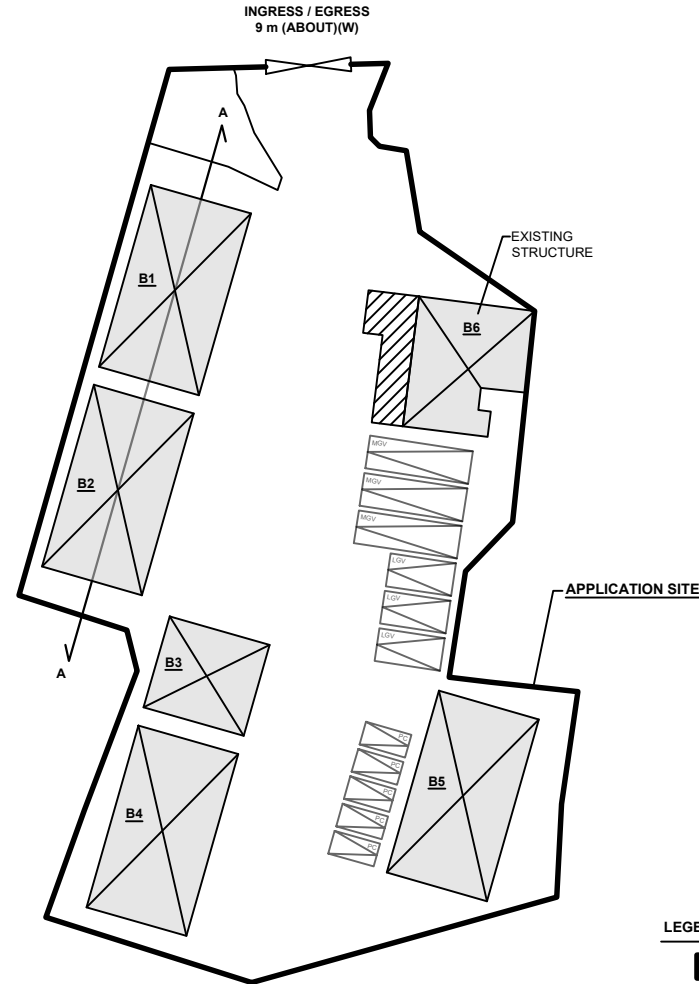 INGRESS / EGRESS
9 m (ABOUT)(W)
A
B1
EXISTING
STRUCTURE
B6
MGV
MGV
MGV
B2
LGV
LGV
LGV
APPLICATION SITE
A
B3
PC
PC
PC
PC
PC
B5
B4